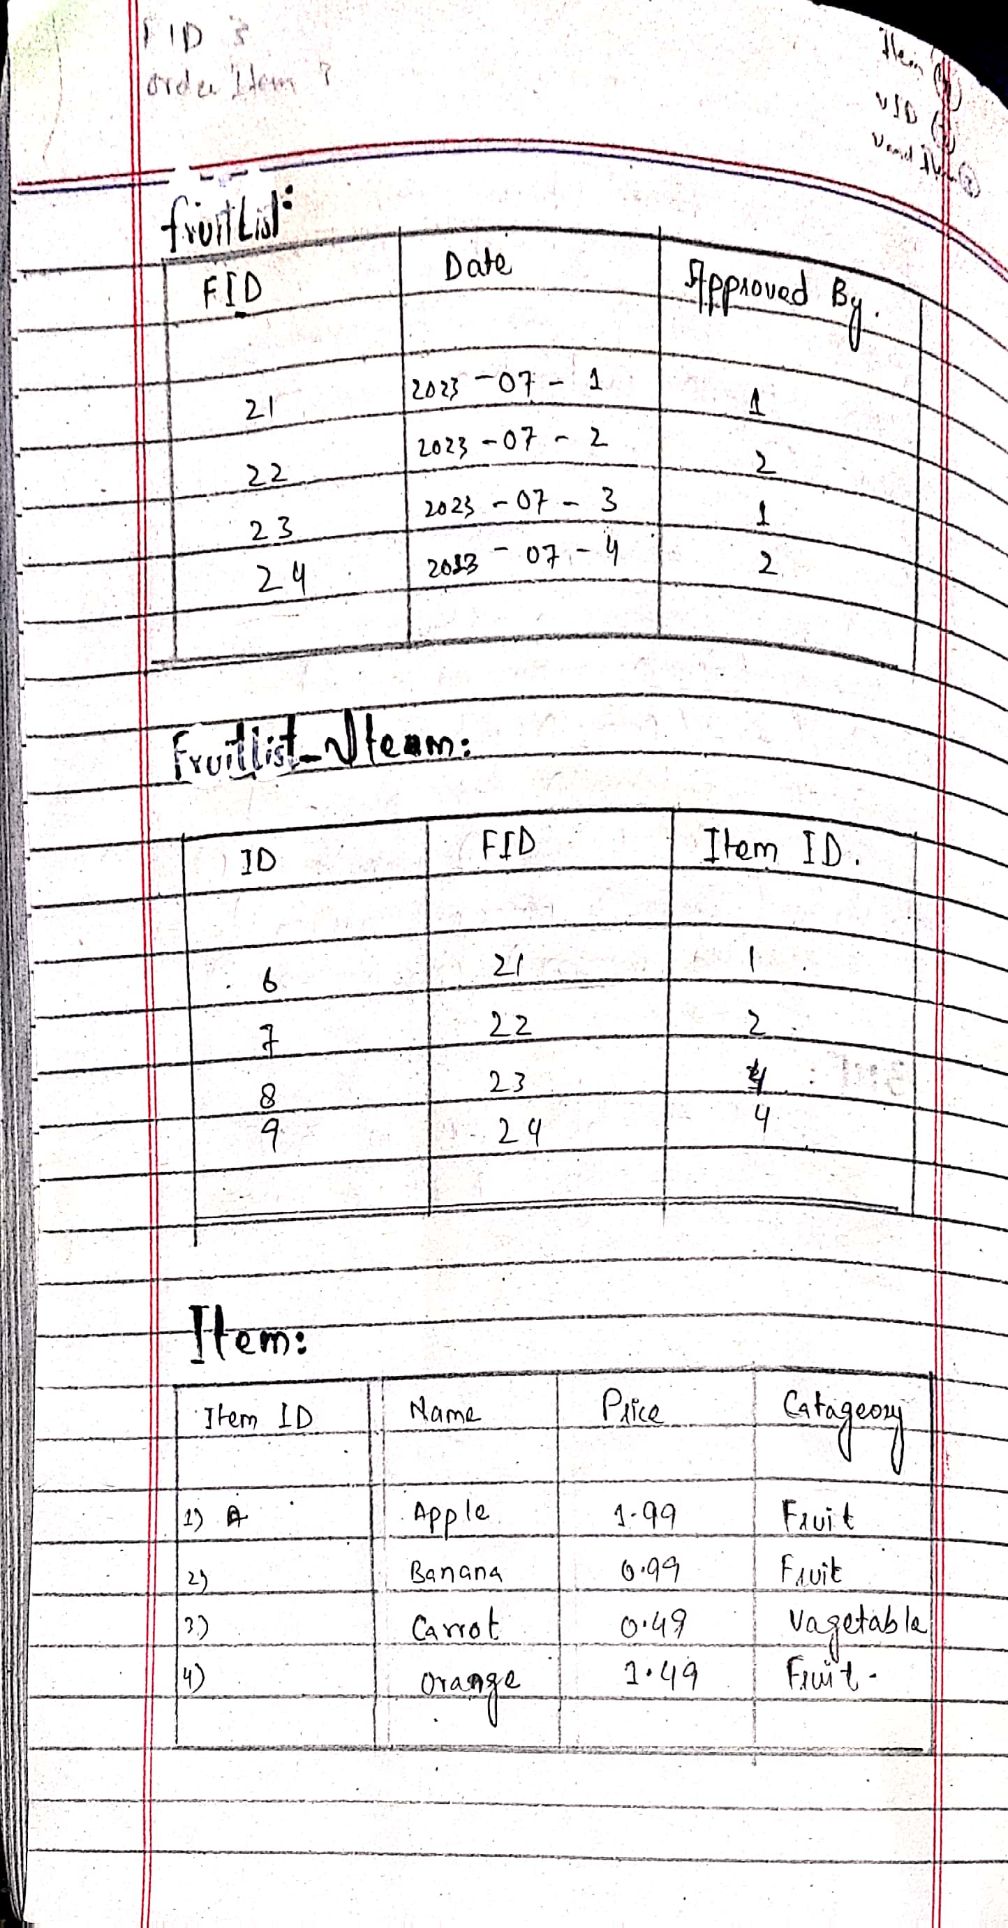 FID 3
order Item ?
Item
VID
Vend Item
fruitList:
FID Date Approved By.
21 2023-07-1 1
22 2023-07-2 2
23 2023-07-3 1
24 2023-07-4 2
Fruitlist_Iteam:
ID FID Item ID.
6 21 1
7 22 2
8 23 4
9 24 4
Item:
Item ID Name Price Catageory
1) A Apple 1.99 Fruit
2) Banana 0.99 Fruit
3) Carrot 0.49 Vagetable
4) Orange 1.49 Fruit.